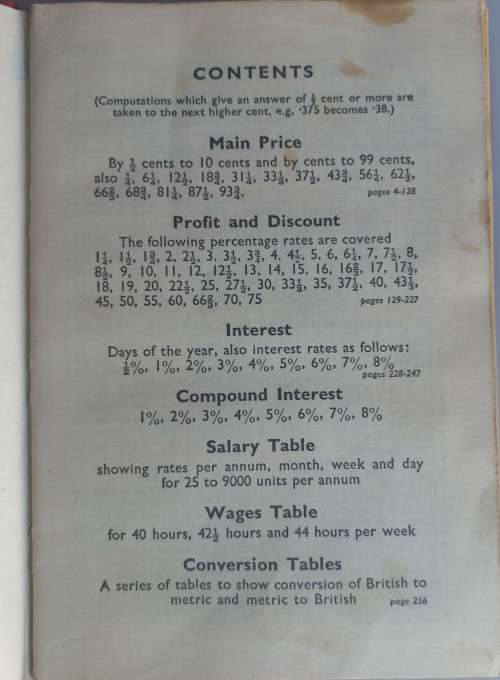 CONTENTS
(Computations which give an answer of ½ cent or more are
taken to the next higher cent, e.g. ·375 becomes ·38.)
Main Price
By ½ cents to 10 cents and by cents to 99 cents,
also ¼, 6¼, 12½, 18¾, 31¼, 33⅓, 37½, 43¾, 56¼, 62½,
66⅔, 68¾, 81¼, 87½, 93¾.
pages 4-128
Profit and Discount
The following percentage rates are covered
1¼, 1½, 1¾, 2, 2½, 3. 3½, 3¾, 4, 4½, 5, 6, 6¼, 7, 7½, 8,
8½, 9, 10, 11, 12, 12½, 13, 14, 15, 16, 16⅔, 17, 17½,
18, 19, 20, 22½, 25, 27½, 30, 33⅓, 35, 37½, 40, 43⅓,
45, 50, 55, 60, 66⅔, 70, 75
pages 129-227
Interest
Days of the year, also interest rates as follows:
½%, 1%, 2%, 3%, 4%, 5%, 6%, 7%, 8%
pages 228-247
Compound Interest
1%, 2%, 3%, 4%, 5%, 6%, 7%, 8%
Salary Table
showing rates per annum, month, week and day
for 25 to 9000 units per annum
Wages Table
for 40 hours, 42½ hours and 44 hours per week
Conversion Tables
A series of tables to show conversion of British to
metric and metric to British
page 256